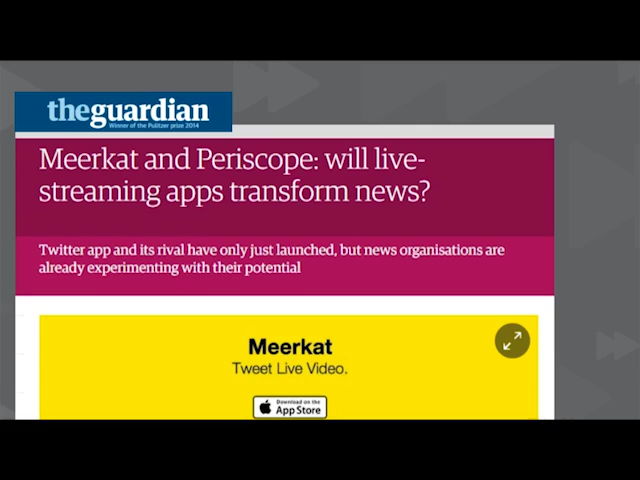 theguardian
Winner of the Pulitzer prize 2014
Meerkat and Periscope: will live-
streaming apps transform news?
Twitter app and its rival have only just launched, but news organisations are
already experimenting with their potential
Meerkat
Tweet Live Video.
Download on the
App Store